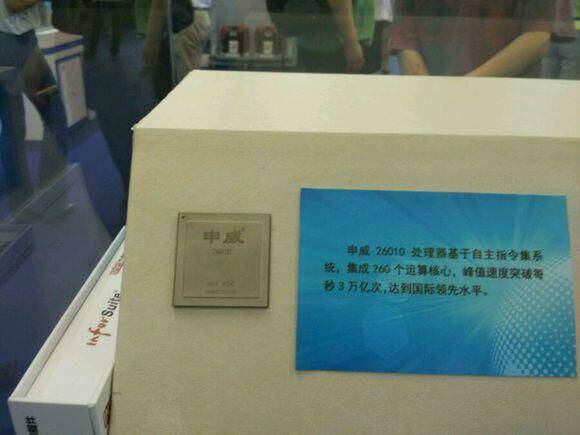 申威
26010
申威 26010 处理器基于自主指令集系
统，集成 260 个运算核心，峰值速度突破每
秒 3 万亿次，达到国际领先水平。
InforSuite